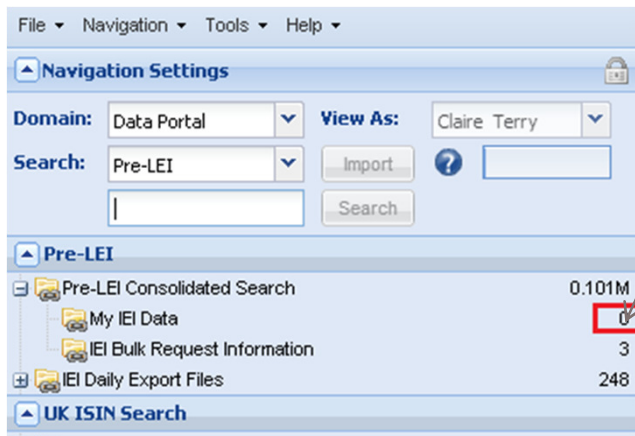 File Navigation Tools Help
Navigation Settings
Domain: Data Portal View As: Claire Terry
Search: Pre-LEI Import ?
Search
Pre-LEI
Pre-LEI Consolidated Search 0.101M
My IEI Data 0
IEI Bulk Request Information 3
IEI Daily Export Files 248
UK ISIN Search